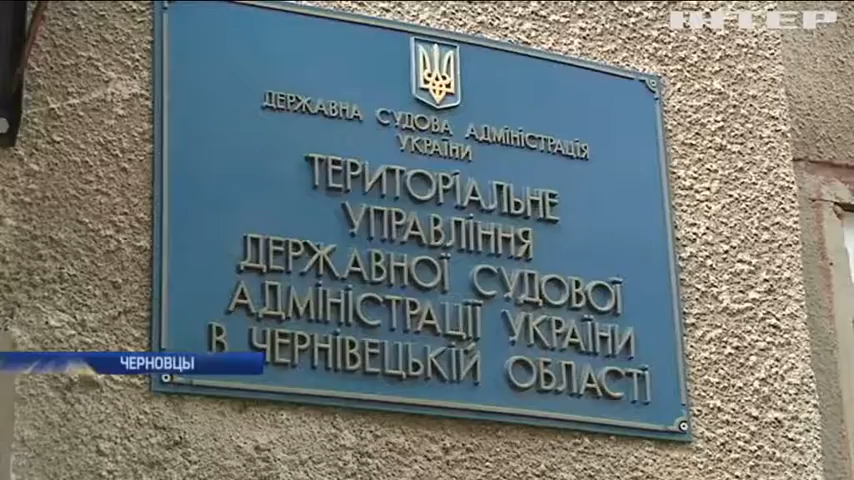 ІНТЕР
ДЕРЖАВНА СУДОВА АДМІНІСТРАЦІЯ
УКРАЇНИ
ТЕРИТОРІАЛЬНЕ
УПРАВЛІННЯ
ДЕРЖАВНОЇ СУДОВОЇ
АДМІНІСТРАЦІЇ УКРАЇНИ
В ЧЕРНІВЕЦЬКІЙ ОБЛАСТІ
ЧЕРНОВЦЫ